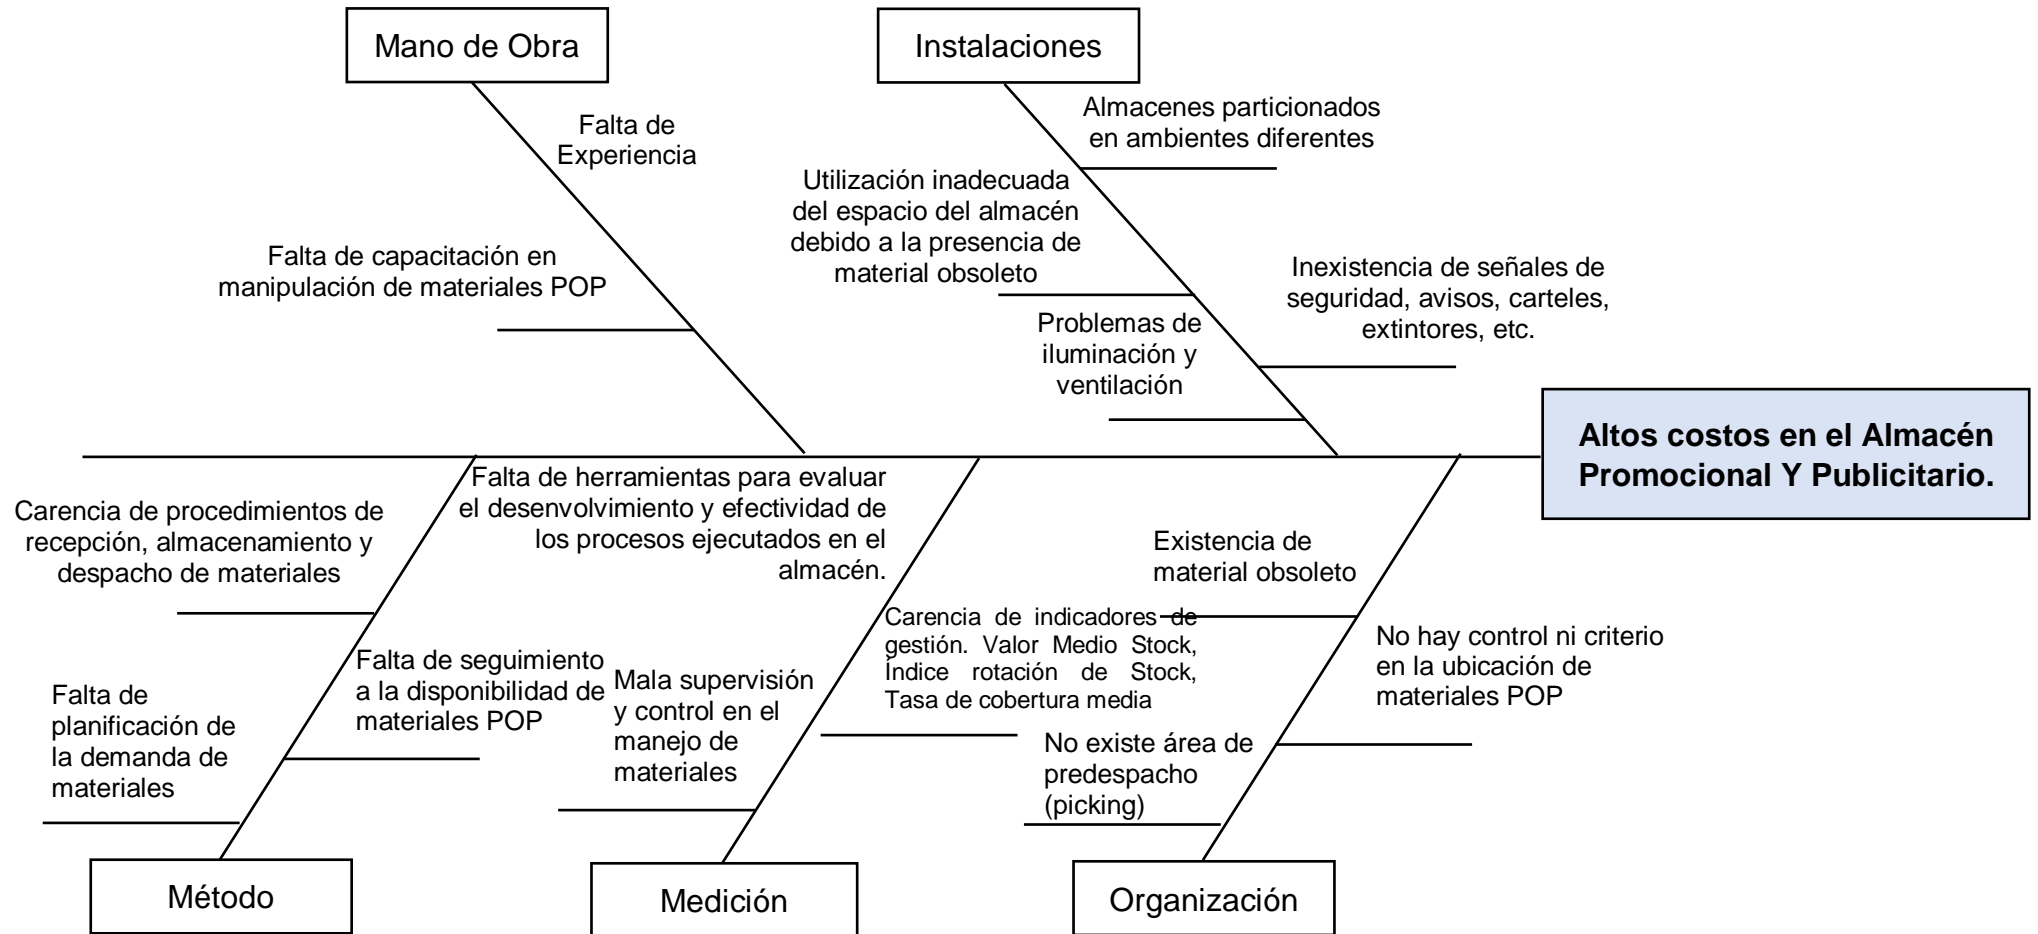 Mano de Obra
Instalaciones
Falta de
Experiencia
Falta de capacitación en
manipulación de materiales POP
Almacenes particionados
en ambientes diferentes
Utilización inadecuada
del espacio del almacén
debido a la presencia de
material obsoleto
Inexistencia de señales de
seguridad, avisos, carteles,
extintores, etc.
Problemas de
iluminación y
ventilación
Altos costos en el Almacén
Promocional Y Publicitario.
Carencia de procedimientos de
recepción, almacenamiento y
despacho de materiales
Falta de seguimiento
a la disponibilidad de
materiales POP
Falta de
planificación de
la demanda de
materiales
Falta de herramientas para evaluar
el desenvolvimiento y efectividad de
los procesos ejecutados en el
almacén.
Carencia de indicadores de
gestión. Valor Medio Stock,
Índice rotación de Stock,
Tasa de cobertura media
Mala supervisión
y control en el
manejo de
materiales
Existencia de
material obsoleto
No hay control ni criterio
en la ubicación de
materiales POP
No existe área de
predespacho
(picking)
Método
Medición
Organización